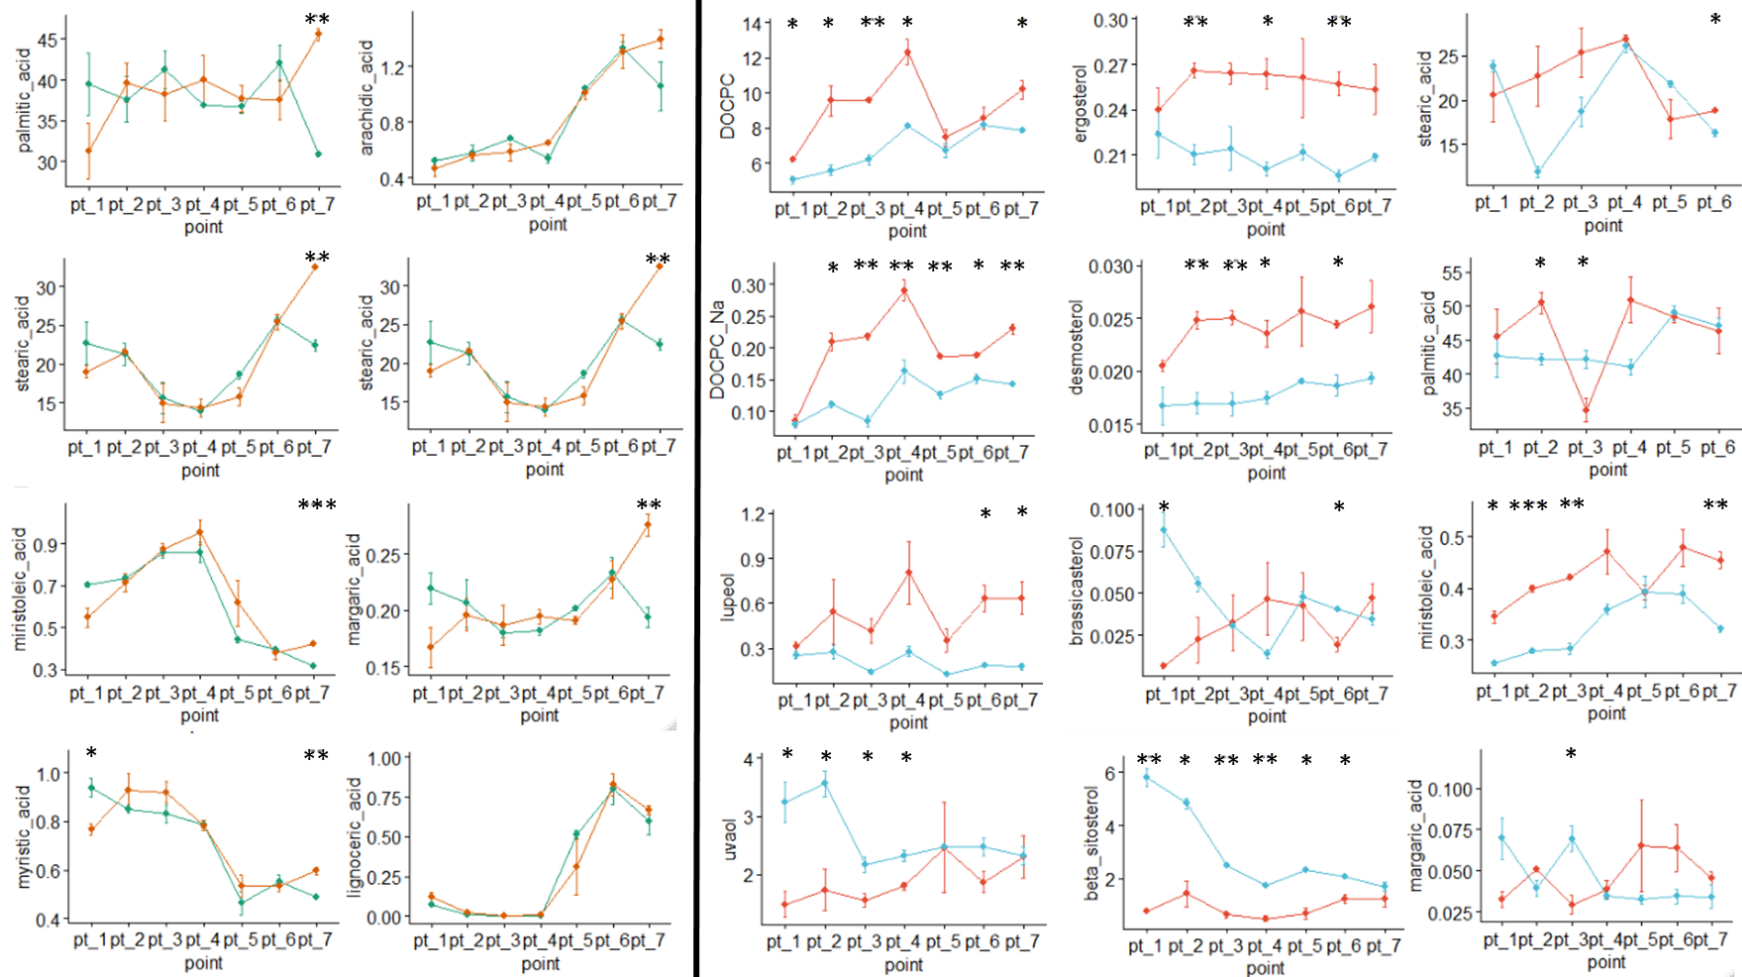 palmitic_acid
45
40
35
30
**
pt_1 pt_2 pt_3 pt_4 pt_5 pt_6 pt_7
point
arachidic_acid
1.2
0.8
0.4
pt_1 pt_2 pt_3 pt_4 pt_5 pt_6 pt_7
point
DOCPC
14
12
10
8
6
* * ** * *
pt_1 pt_2 pt_3 pt_4 pt_5 pt_6 pt_7
point
ergosterol
0.30
0.27
0.24
0.21
** * **
pt_1 pt_2 pt_3 pt_4 pt_5 pt_6 pt_7
point
stearic_acid
25
20
15
*
pt_1 pt_2 pt_3 pt_4 pt_5 pt_6
point
stearic_acid
30
25
20
15
**
pt_1 pt_2 pt_3 pt_4 pt_5 pt_6 pt_7
point
stearic_acid
30
25
20
15
**
pt_1 pt_2 pt_3 pt_4 pt_5 pt_6 pt_7
point
DOCPC_Na
0.30
0.25
0.20
0.15
0.10
* ** ** ** * **
pt_1 pt_2 pt_3 pt_4 pt_5 pt_6 pt_7
point
desmosterol
0.030
0.025
0.020
0.015
** ** * *
pt_1 pt_2 pt_3 pt_4 pt_5 pt_6 pt_7
point
palmitic_acid
55
50
45
40
35
* *
pt_1 pt_2 pt_3 pt_4 pt_5 pt_6
point
miristoleic_acid
0.9
0.7
0.5
0.3
***
pt_1 pt_2 pt_3 pt_4 pt_5 pt_6 pt_7
point
margaric_acid
0.25
0.20
0.15
**
pt_1 pt_2 pt_3 pt_4 pt_5 pt_6 pt_7
point
lupeol
1.2
0.9
0.6
0.3
* *
pt_1 pt_2 pt_3 pt_4 pt_5 pt_6 pt_7
point
brassicasterol
0.100
0.075
0.050
0.025
* *
pt_1 pt_2 pt_3 pt_4 pt_5 pt_6 pt_7
point
miristoleic_acid
0.5
0.4
0.3
* *** ** **
pt_1 pt_2 pt_3 pt_4 pt_5 pt_6 pt_7
point
myristic_acid
1.0
0.8
0.6
0.4
* **
pt_1 pt_2 pt_3 pt_4 pt_5 pt_6 pt_7
point
lignoceric_acid
1.00
0.75
0.50
0.25
0.00
pt_1 pt_2 pt_3 pt_4 pt_5 pt_6 pt_7
point
uvaol
4
3
2
* * * *
pt_1 pt_2 pt_3 pt_4 pt_5 pt_6 pt_7
point
beta_sitosterol
6
4
2
** * ** ** * *
pt_1 pt_2 pt_3 pt_4 pt_5 pt_6 pt_7
point
margaric_acid
0.100
0.075
0.050
0.025
*
pt_1 pt_2 pt_3 pt_4 pt_5 pt_6 pt_7
point